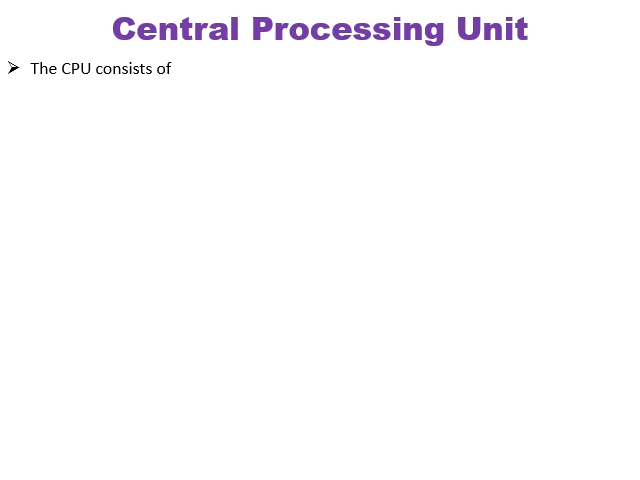 Central Processing Unit
➢ The CPU consists of